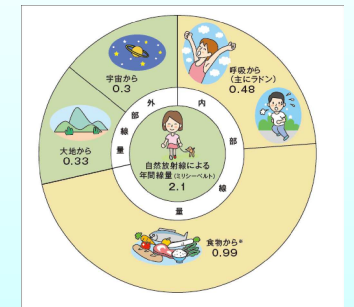 宇宙から
0.3
呼吸から
(主にラドン)
0.48
外部線量
内部線量
大地から
0.33
自然放射線による
年間線量(ミリシーベルト)
2.1
食物から*
0.99